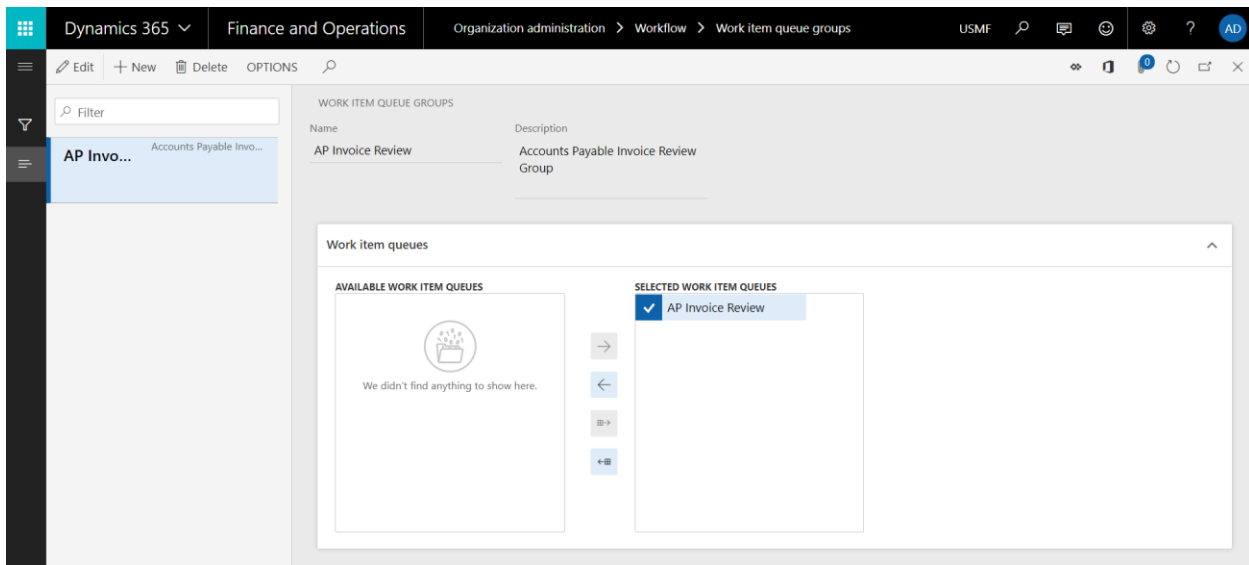 Dynamics 365 Finance and Operations Organization administration > Workflow > Work item queue groups USMF ? AD
Edit + New Delete OPTIONS 0
Filter
AP Invo... Accounts Payable Invo...
WORK ITEM QUEUE GROUPS
Name Description
AP Invoice Review Accounts Payable Invoice Review
Group
Work item queues
AVAILABLE WORK ITEM QUEUES SELECTED WORK ITEM QUEUES
AP Invoice Review
We didn't find anything to show here.